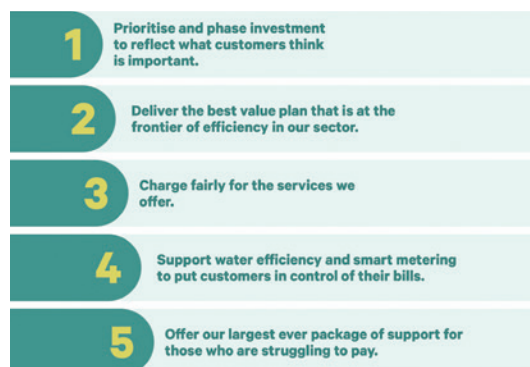 1
Prioritise and phase investment
to reflect what customers think
is important.
2
Deliver the best value plan that is at the
frontier of efficiency in our sector.
3
Charge fairly for the services we
offer.
4
Support water efficiency and smart metering
to put customers in control of their bills.
5
Offer our largest ever package of support for
those who are struggling to pay.